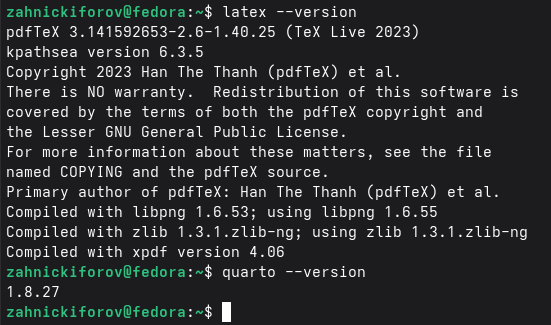 zahnickiforov@fedora:~$ latex --version
pdfTeX 3.141592653-2.6-1.40.25 (TeX Live 2023)
kpathsea version 6.3.5
Copyright 2023 Han The Thanh (pdfTeX) et al.
There is NO warranty.  Redistribution of this software is
covered by the terms of both the pdfTeX copyright and
the Lesser GNU General Public License.
For more information about these matters, see the file
named COPYING and the pdfTeX source.
Primary author of pdfTeX: Han The Thanh (pdfTeX) et al.
Compiled with libpng 1.6.53; using libpng 1.6.55
Compiled with zlib 1.3.1.zlib-ng; using zlib 1.3.1.zlib-ng
Compiled with xpdf version 4.06
zahnickiforov@fedora:~$ quarto --version
1.8.27
zahnickiforov@fedora:~$